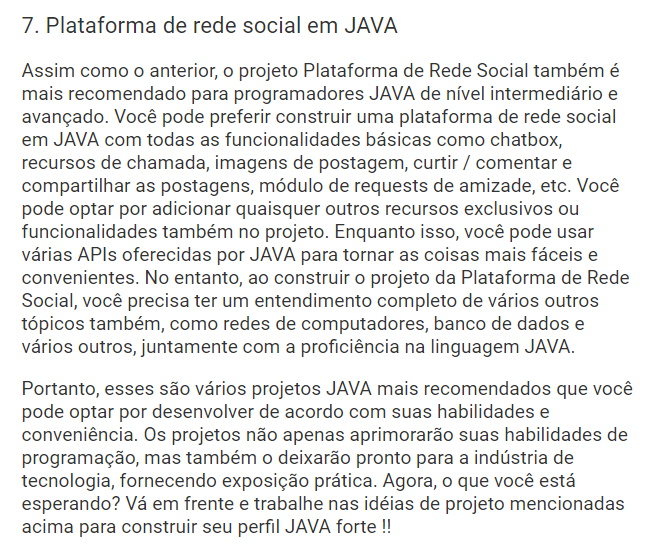 7. Plataforma de rede social em JAVA
Assim como o anterior, o projeto Plataforma de Rede Social também é
mais recomendado para programadores JAVA de nível intermediário e
avançado. Você pode preferir construir uma plataforma de rede social
em JAVA com todas as funcionalidades básicas como chatbox,
recursos de chamada, imagens de postagem, curtir / comentar e
compartilhar as postagens, módulo de requests de amizade, etc. Você
pode optar por adicionar quaisquer outros recursos exclusivos ou
funcionalidades também no projeto. Enquanto isso, você pode usar
várias APIs oferecidas por JAVA para tornar as coisas mais fáceis e
convenientes. No entanto, ao construir o projeto da Plataforma de Rede
Social, você precisa ter um entendimento completo de vários outros
tópicos também, como redes de computadores, banco de dados e
vários outros, juntamente com a proficiência na linguagem JAVA.
Portanto, esses são vários projetos JAVA mais recomendados que você
pode optar por desenvolver de acordo com suas habilidades e
conveniência. Os projetos não apenas aprimorarão suas habilidades de
programação, mas também o deixarão pronto para a indústria de
tecnologia, fornecendo exposição prática. Agora, o que você está
esperando? Vá em frente e trabalhe nas idéias de projeto mencionadas
acima para construir seu perfil JAVA forte !!